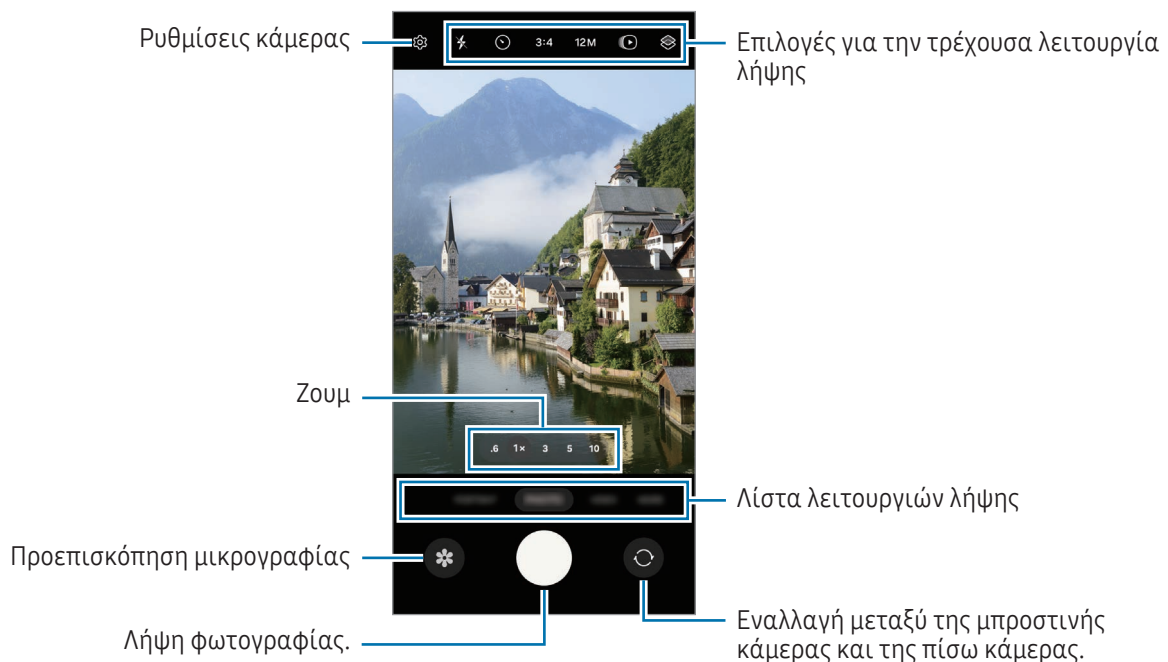 Ρυθμίσεις κάμερας
3:4
12M
Επιλογές για την τρέχουσα λειτουργία
λήψης
Ζουμ
.6 1× 3 5 10
Λίστα λειτουργιών λήψης
Προεπισκόπηση μικρογραφίας
Λήψη φωτογραφίας.
Εναλλαγή μεταξύ της μπροστινής
κάμερας και της πίσω κάμερας.